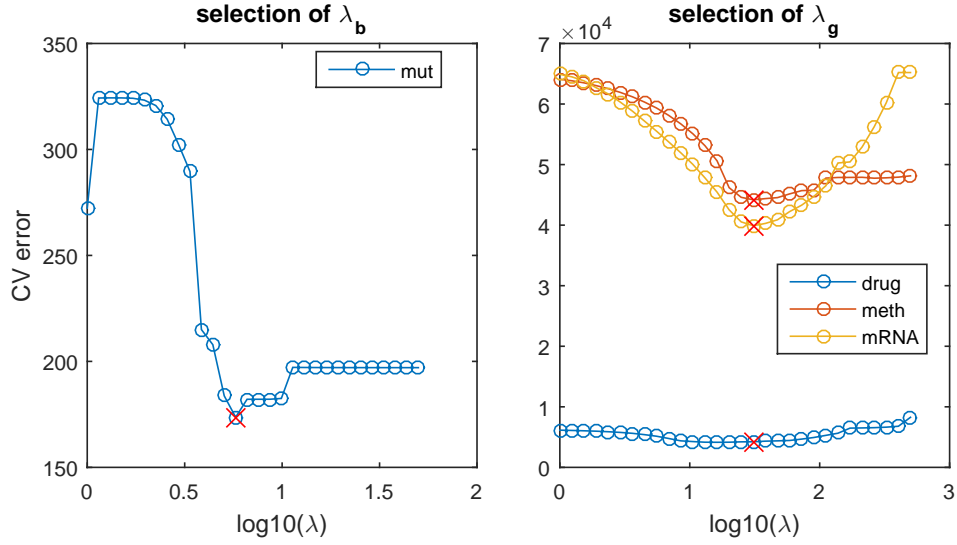 selection of λ_b
CV error
350
300
250
200
150
0
0.5
1
1.5
2
log10(λ)
mut
selection of λ_g
×10^4
7
6
5
4
3
2
1
0
0
1
2
3
log10(λ)
drug
meth
mRNA